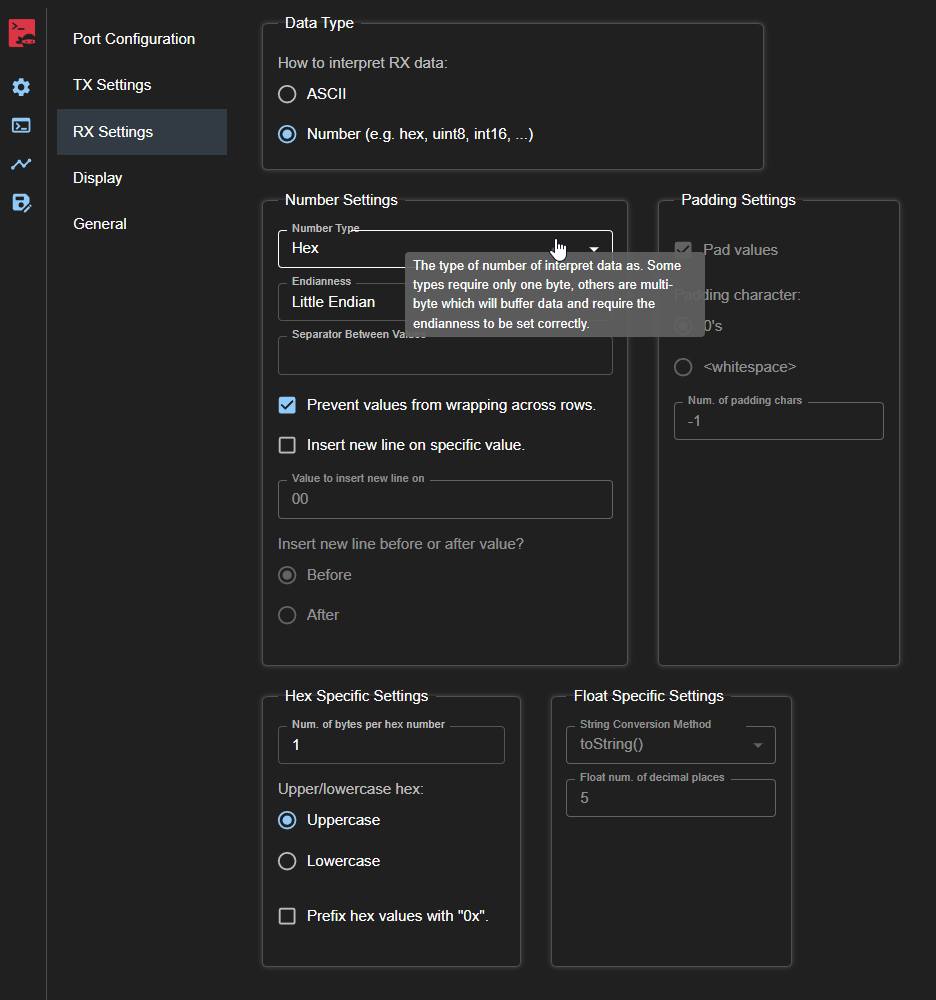 Port Configuration
TX Settings
RX Settings
Display
General
Data Type
How to interpret RX data:
ASCII
Number (e.g. hex, uint8, int16, ...)
Number Settings
Number Type
Hex
The type of number of interpret data as. Some
types require only one byte, others are multi-
byte which will buffer data and require the
endianness to be set correctly.
Endianness
Little Endian
Separator Between Values
Prevent values from wrapping across rows.
Insert new line on specific value.
Value to insert new line on
00
Insert new line before or after value?
Before
After
Padding Settings
Pad values
Padding character:
0's
<whitespace>
Num. of padding chars
-1
Hex Specific Settings
Num. of bytes per hex number
1
Upper/lowercase hex:
Uppercase
Lowercase
Prefix hex values with "0x".
Float Specific Settings
String Conversion Method
toString()
Float num. of decimal places
5